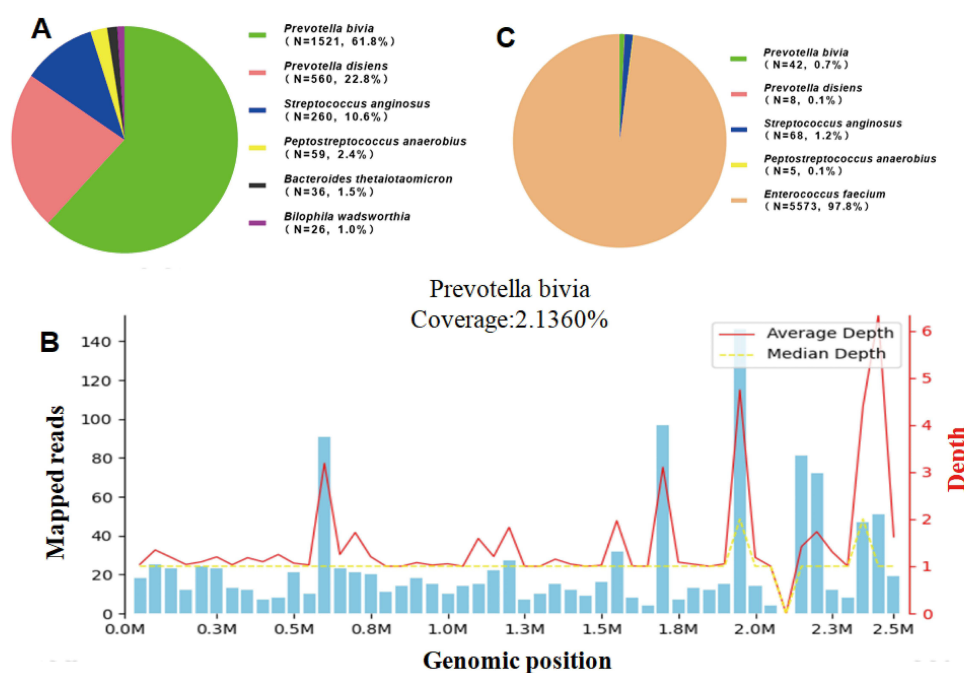 A
Prevotella bivia
( N=1521, 61.8%)
Prevotella disiens
( N=560, 22.8%)
Streptococcus anginosus
( N=260, 10.6%)
Peptostreptococcus anaerobius
( N=59, 2.4%)
Bacteroides thetaiotaomicron
( N=36, 1.5%)
Bilophila wadsworthia
( N=26, 1.0%)
C
Prevotella bivia
( N=42, 0.7%)
Prevotella disiens
( N=8, 0.1%)
Streptococcus anginosus
( N=68, 1.2%)
Peptostreptococcus anaerobius
( N=5, 0.1%)
Enterococcus faecium
( N=5573, 97.8%)
Prevotella bivia
Coverage:2.1360%
B
Average Depth
Median Depth
Mapped reads
140
120
100
80
60
40
20
0
6
5
4
3
2
1
0
Depth
0.0M 0.3M 0.5M 0.8M 1.0M 1.3M 1.5M 1.8M 2.0M 2.3M 2.5M
Genomic position